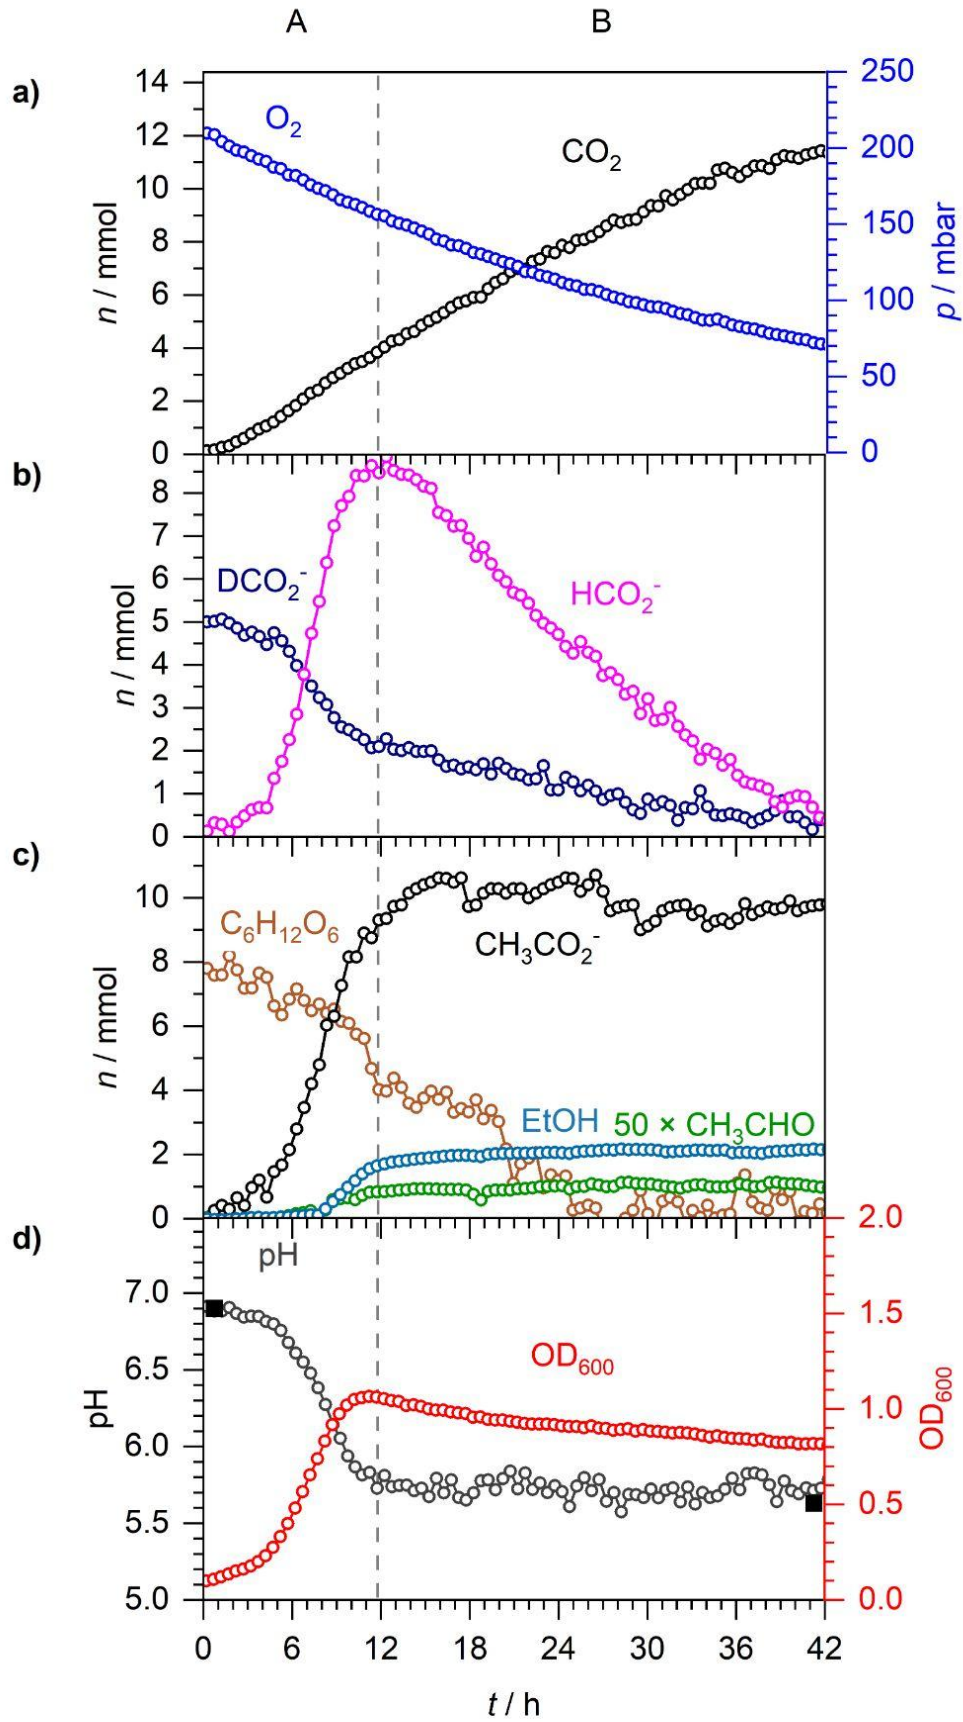 A B
a)
14
12
10
8
6
4
2
0
n / mmol
O₂
CO₂
250
200
150
100
50
0
p / mbar
b)
8
7
6
5
4
3
2
1
0
n / mmol
DCO₂⁻
HCO₂⁻
c)
10
8
6
4
2
0
n / mmol
C₆H₁₂O₆
CH₃CO₂⁻
EtOH 50 × CH₃CHO
d)
7.0
6.5
6.0
5.5
5.0
pH
pH
OD₆₀₀
2.0
1.5
1.0
0.5
0.0
OD₆₀₀
0 6 12 18 24 30 36 42
t / h